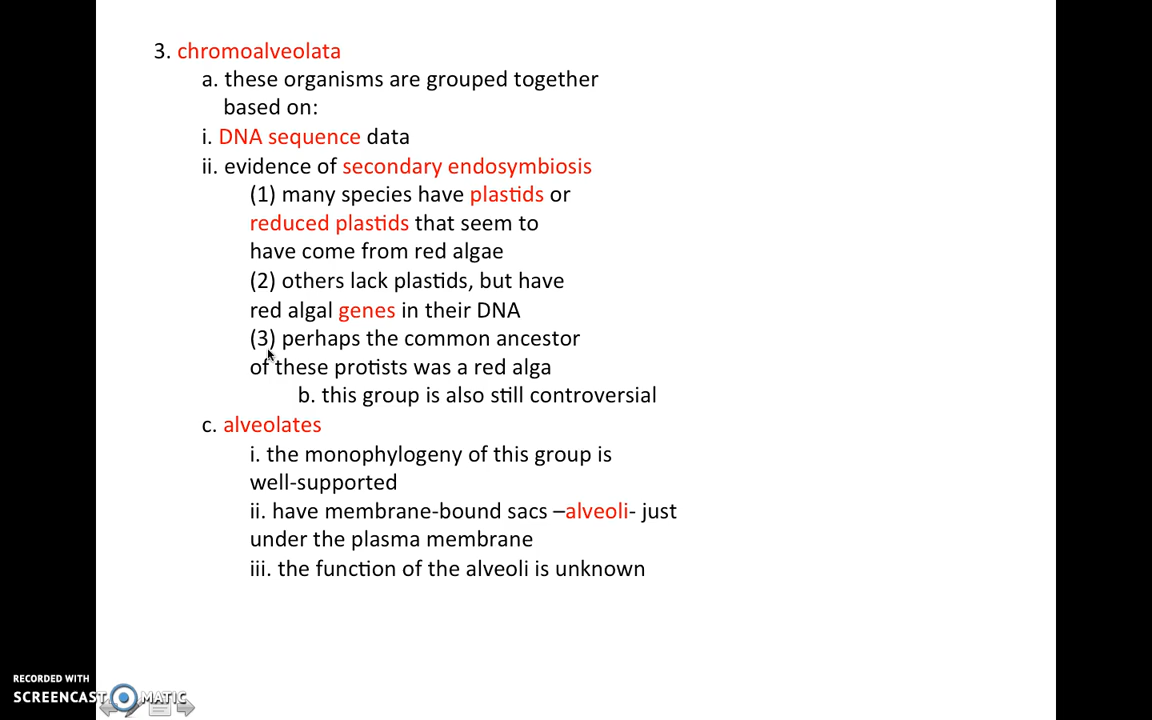 3. chromoalveolata
a. these organisms are grouped together
based on:
i. DNA sequence data
ii. evidence of secondary endosymbiosis
(1) many species have plastids or
reduced plastids that seem to
have come from red algae
(2) others lack plastids, but have
red algal genes in their DNA
(3) perhaps the common ancestor
of these protists was a red alga
b. this group is also still controversial
c. alveolates
i. the monophylogeny of this group is
well-supported
ii. have membrane-bound sacs –alveoli- just
under the plasma membrane
iii. the function of the alveoli is unknown
RECORDED WITH
SCREENCAST MATIC